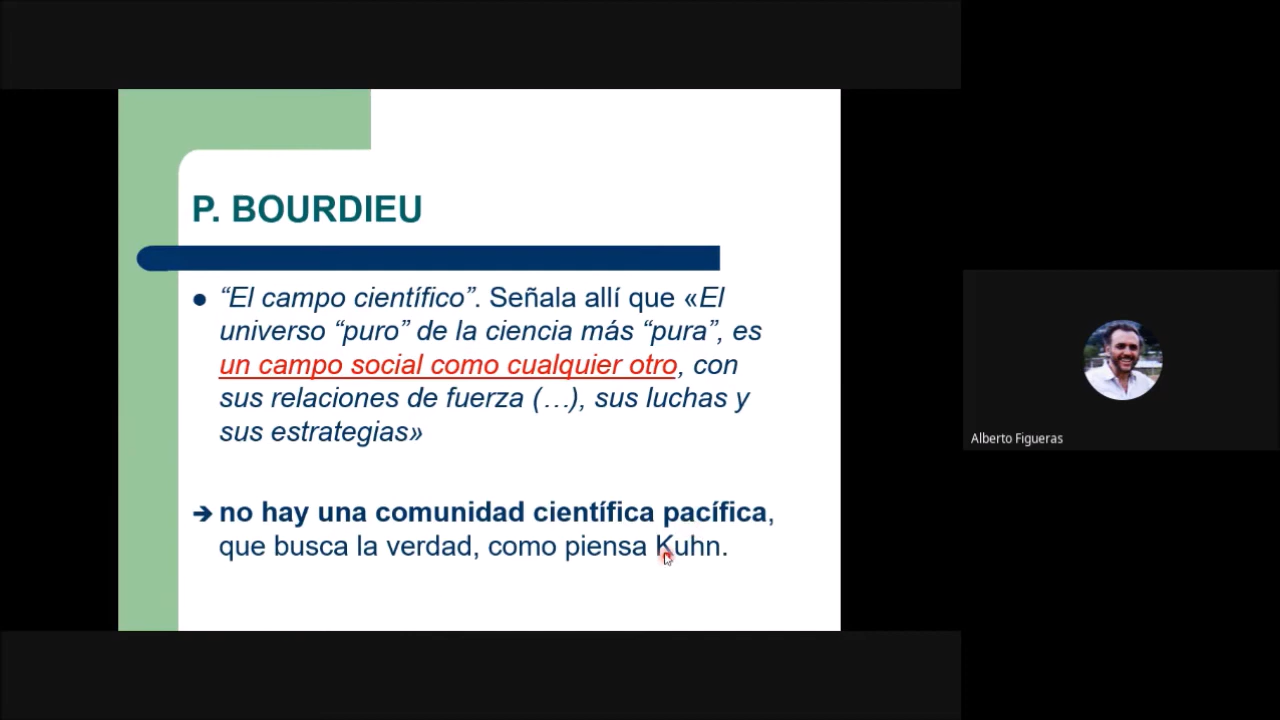 P. BOURDIEU
● “El campo científico”. Señala allí que «El
universo “puro” de la ciencia más “pura”, es
un campo social como cualquier otro, con
sus relaciones de fuerza (…), sus luchas y
sus estrategias»
➔ no hay una comunidad científica pacífica,
que busca la verdad, como piensa Kuhn.
Alberto Figueras